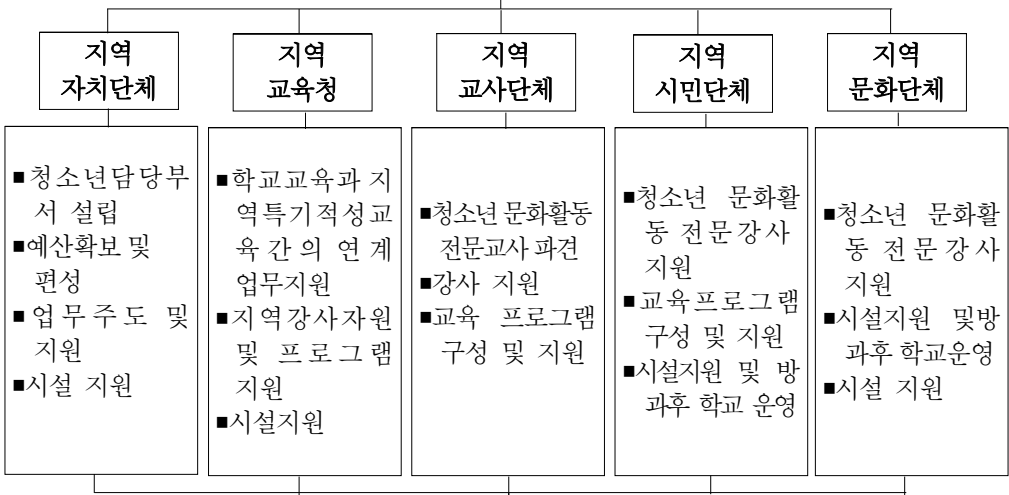 지역
자치단체
■청소년담당부
서 설립
■예산확보 및
편성
■업무주도 및
지원
■시설 지원
지역
교육청
■학교교육과 지
역특기적성교
육간의 연계
업무지원
■지역강사자원
및 프로그램
지원
■시설지원
지역
교사단체
■청소년 문화활동
전문교사 파견
■강사 지원
■교육 프로그램
구성 및 지원
지역
시민단체
■청소년 문화활
동 전문강사
지원
■교육프로그램
구성 및 지원
■시설지원 및 방
과후 학교 운영
지역
문화단체
■청소년 문화활
동 전문강사
지원
■시설지원 및방
과후 학교운영
■시설 지원